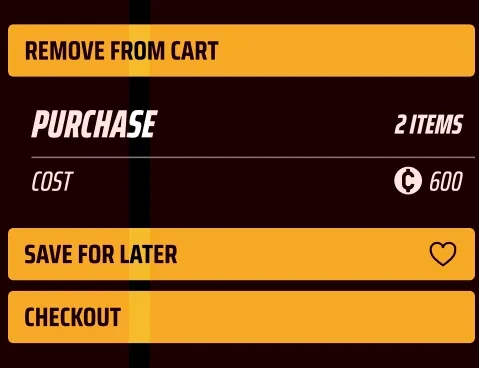 REMOVE FROM CART
PURCHASE 2 ITEMS
COST 600
SAVE FOR LATER
CHECKOUT